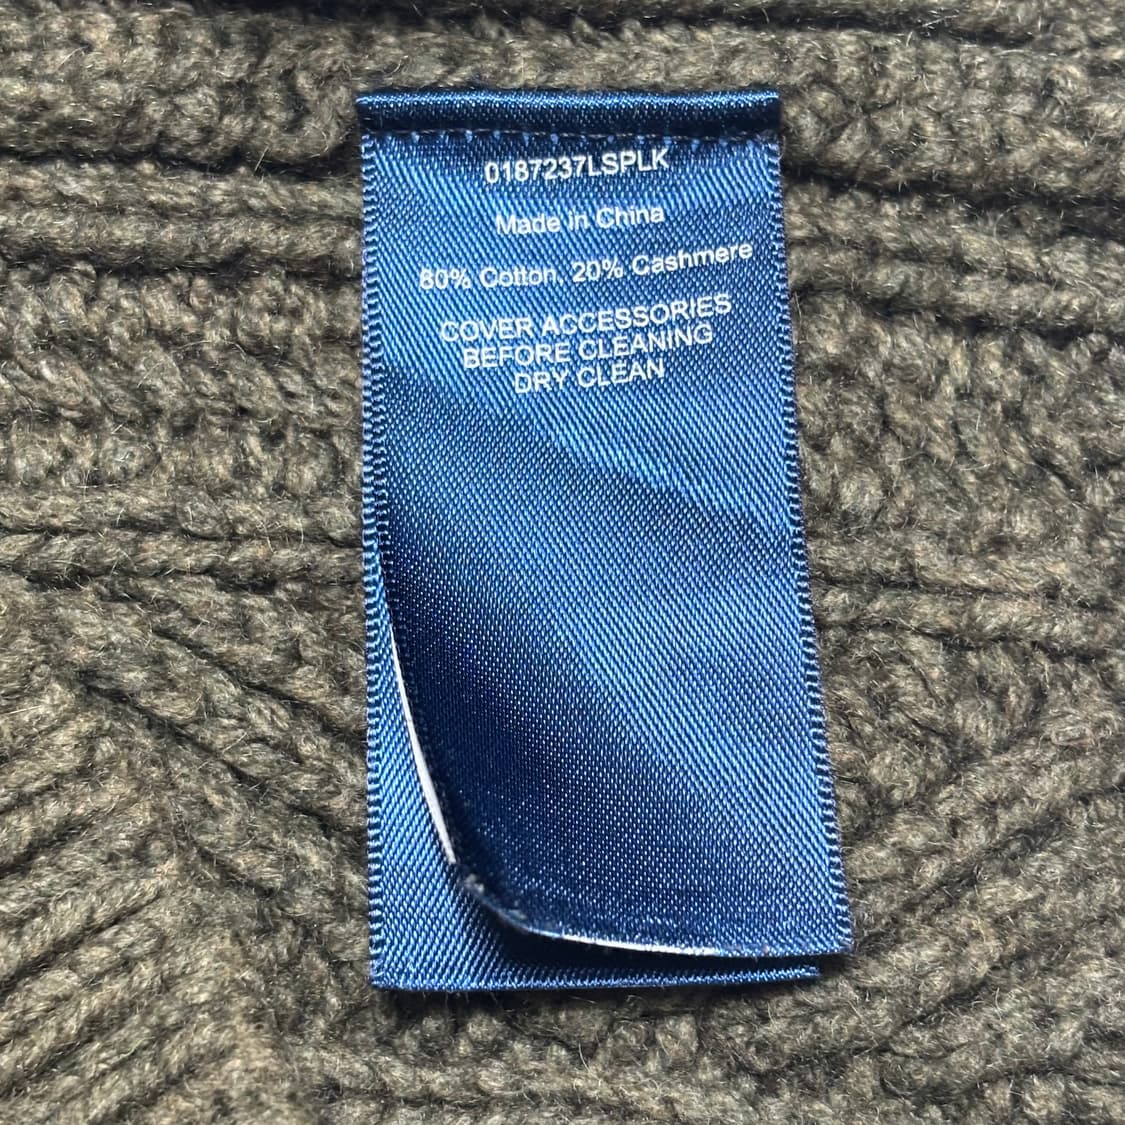 0187237LSPLK
Made in China
80% Cotton, 20% Cashmere
COVER ACCESSORIES
BEFORE CLEANING
DRY CLEAN